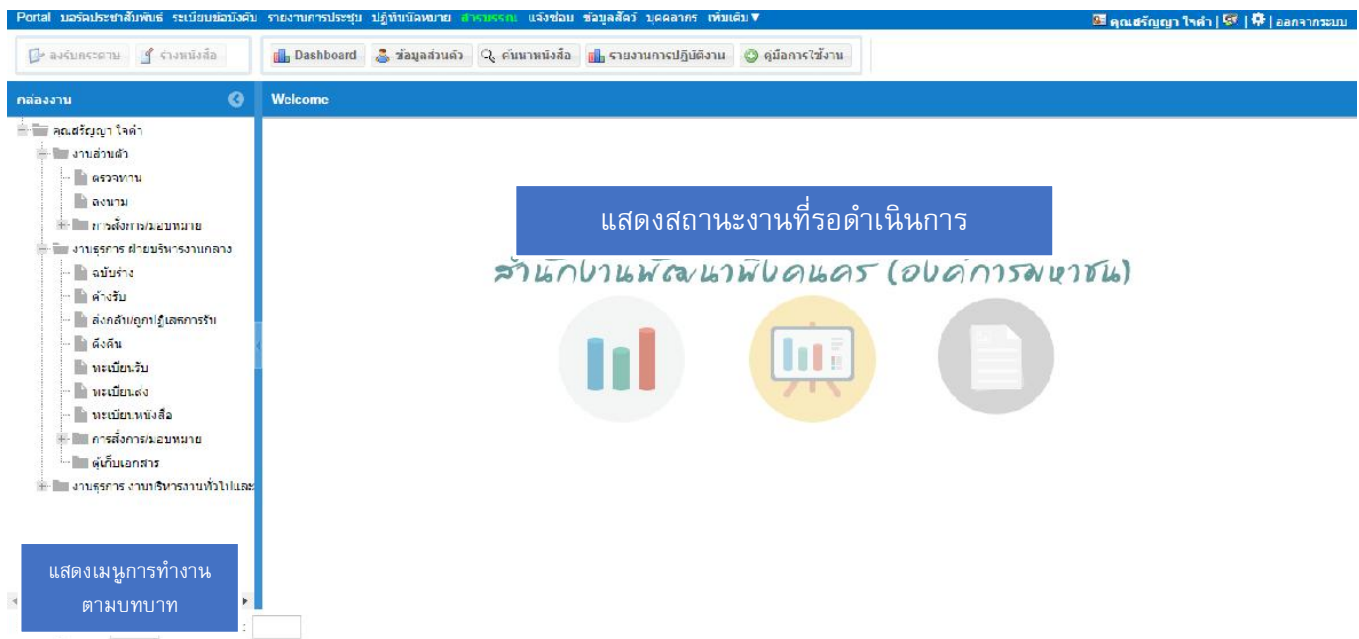 Portal บอร์ดประชาสัมพันธ์ ระเบียบข้อบังคับ รายงานการประชุม ปฏิทินนัดหมาย สารบรรณ แจ้งซ่อม ข้อมูลสัตว์ บุคลากร เพิ่มเติม▼ คุณสรัญญา ใจดำ | | | ออกจากระบบ
ลงรับกระดาษ ร่างหนังสือ Dashboard ข้อมูลส่วนตัว ค้นหาหนังสือ รายงานการปฏิบัติงาน คู่มือการใช้งาน
กล่องงาน Welcome
คุณสรัญญา ใจดำ
งานส่วนตัว
ตรวจทาน
ลงนาม
การสั่งการ/มอบหมาย
งานธุรการ ฝ่ายบริหารงานกลาง
ฉบับร่าง
ค้างรับ
ส่งกลับ/ถูกปฏิเสธการรับ
ดึงคืน
ทะเบียนรับ
ทะเบียนส่ง
ทะเบียนหนังสือ
การสั่งการ/มอบหมาย
ตู้เก็บเอกสาร
งานธุรการ งานบริหารงานทั่วไปและ
แสดงสถานะงานที่รอดำเนินการ
สำนักงานพัฒนาพิงคนคร (องค์การมหาชน)
แสดงเมนูการทำงาน
ตามบทบาท
: